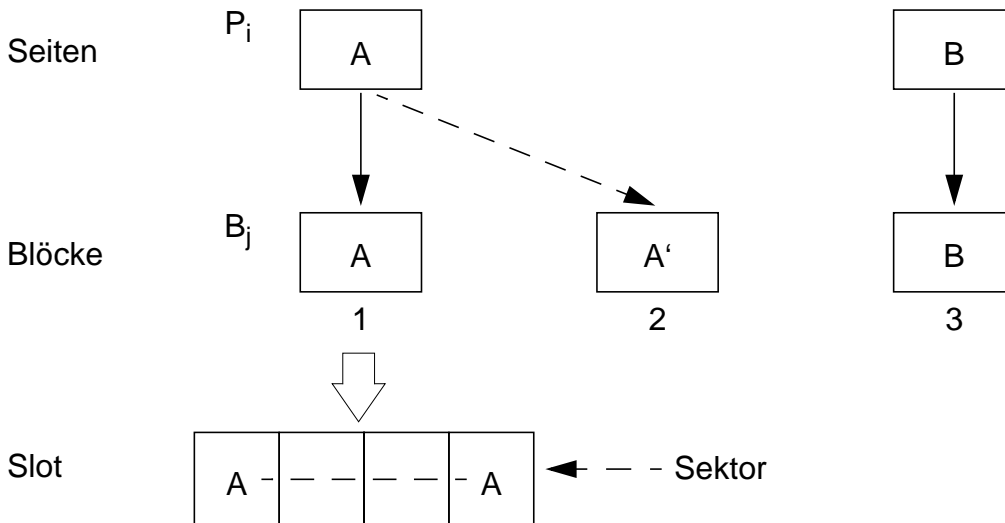 Seiten P_i A B
Blöcke B_j A A‘ B
1 2 3
Slot A A Sektor